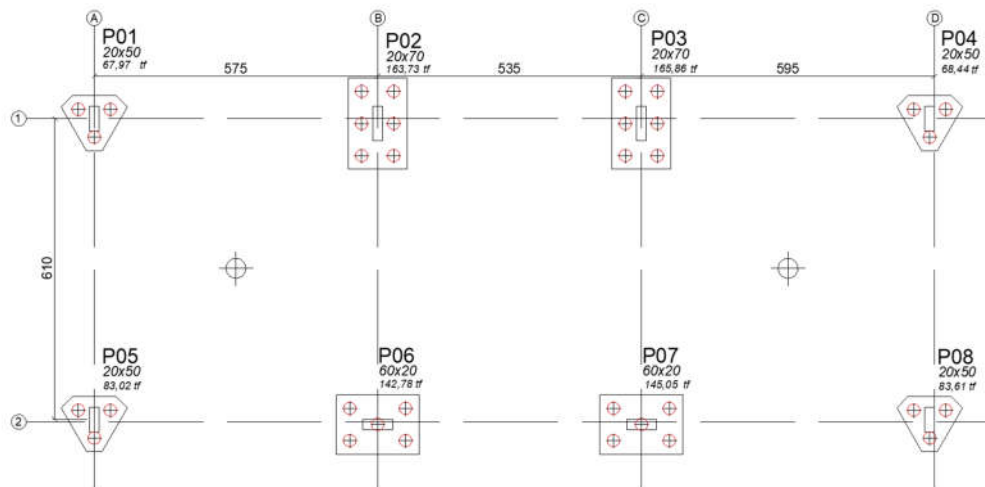 A
B
C
D
P01
20x50
67,97 tf
P02
20x70
163,73 tf
P03
20x70
165,86 tf
P04
20x50
68,44 tf
575
535
595
1
610
P05
20x50
83,02 tf
P06
60x20
142,78 tf
P07
60x20
145,05 tf
P08
20x50
83,61 tf
2